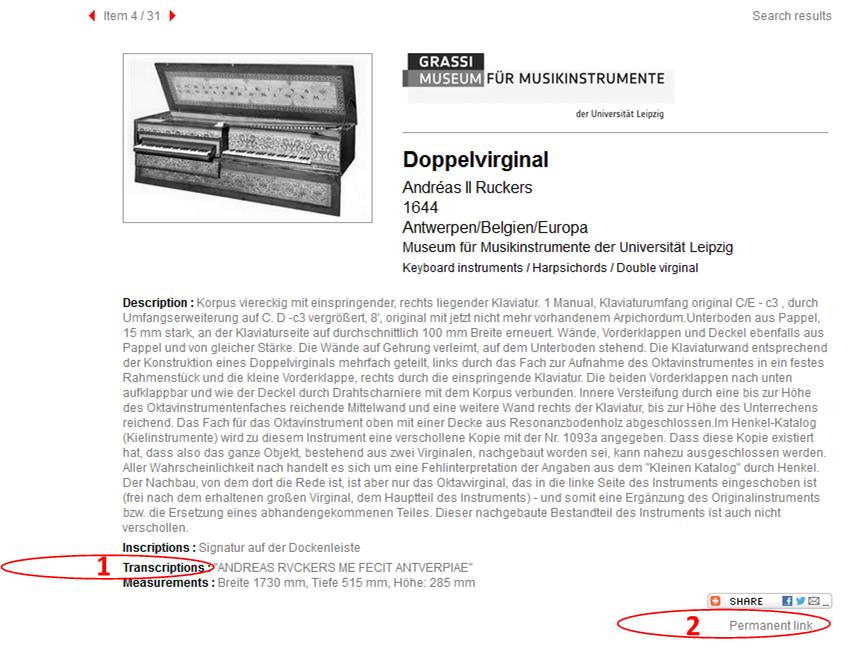 Item 4 / 31
Search results
GRASSI
MUSEUM FÜR MUSIKINSTRUMENTE
der Universität Leipzig
Doppelvirginal
Andréas II Ruckers
1644
Antwerpen/Belgien/Europa
Museum für Musikinstrumente der Universität Leipzig
Keyboard instruments / Harpsichords / Double virginal
Description : Korpus viereckig mit einspringender, rechts liegender Klaviatur. 1 Manual, Klaviaturumfang original C/E - c3 , durch
Umfangserweiterung auf C. D -c3 vergrößert, 8', original mit jetzt nicht mehr vorhandenem Arpichordum.Unterboden aus Pappel,
15 mm stark, an der Klaviaturseite auf durchschnittlich 100 mm Breite erneuert. Wände, Vorderklappen und Deckel ebenfalls aus
Pappel und von gleicher Stärke. Die Wände auf Gehrung verleimt, auf dem Unterboden stehend. Die Klaviaturwand entsprechend
der Konstruktion eines Doppelvirginals mehrfach geteilt, links durch das Fach zur Aufnahme des Oktavinstrumentes in ein festes
Rahmenstück und die kleine Vorderklappe, rechts durch die einspringende Klaviatur. Die beiden Vorderklappen nach unten
aufklappbar und wie der Deckel durch Drahtscharniere mit dem Korpus verbunden. Innere Versteifung durch eine bis zur Höhe
des Oktavinstrumentenfaches reichende Mittelwand und eine weitere Wand rechts der Klaviatur, bis zur Höhe des Unterrechens
reichend. Das Fach für das Oktavinstrument oben mit einer Decke aus Resonanzbodenholz abgeschlossen.Im Henkel-Katalog
(Kielinstrumente) wird zu diesem Instrument eine verschollene Kopie mit der Nr. 1093a angegeben. Dass diese Kopie existiert
hat, dass also das ganze Objekt, bestehend aus zwei Virginalen, nachgebaut worden sei, kann nahezu ausgeschlossen werden.
Aller Wahrscheinlichkeit nach handelt es sich um eine Fehlinterpretation der Angaben aus dem "Kleinen Katalog" durch Henkel.
Der Nachbau, von dem dort die Rede ist, ist aber nur das Oktavvirginal, das in die linke Seite des Instruments eingeschoben ist
(frei nach dem erhaltenen großen Virginal, dem Hauptteil des Instruments) - und somit eine Ergänzung des Originalinstruments
bzw. die Ersetzung eines abhandengekommenen Teiles. Dieser nachgebaute Bestandteil des Instruments ist auch nicht
verschollen.
Inscriptions : Signatur auf der Dockenleiste
1
Transcriptions : "ANDREAS RVCKERS ME FECIT ANTVERPIAE"
Measurements : Breite 1730 mm, Tiefe 515 mm, Höhe: 285 mm
SHARE ...
2 Permanent link